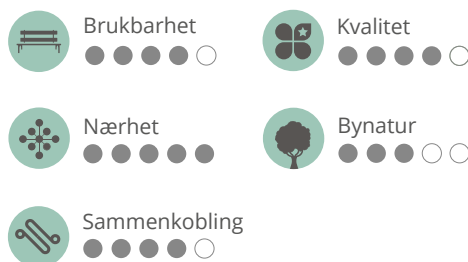 Brukbarhet
Kvalitet
Nærhet
Bynatur
Sammenkobling